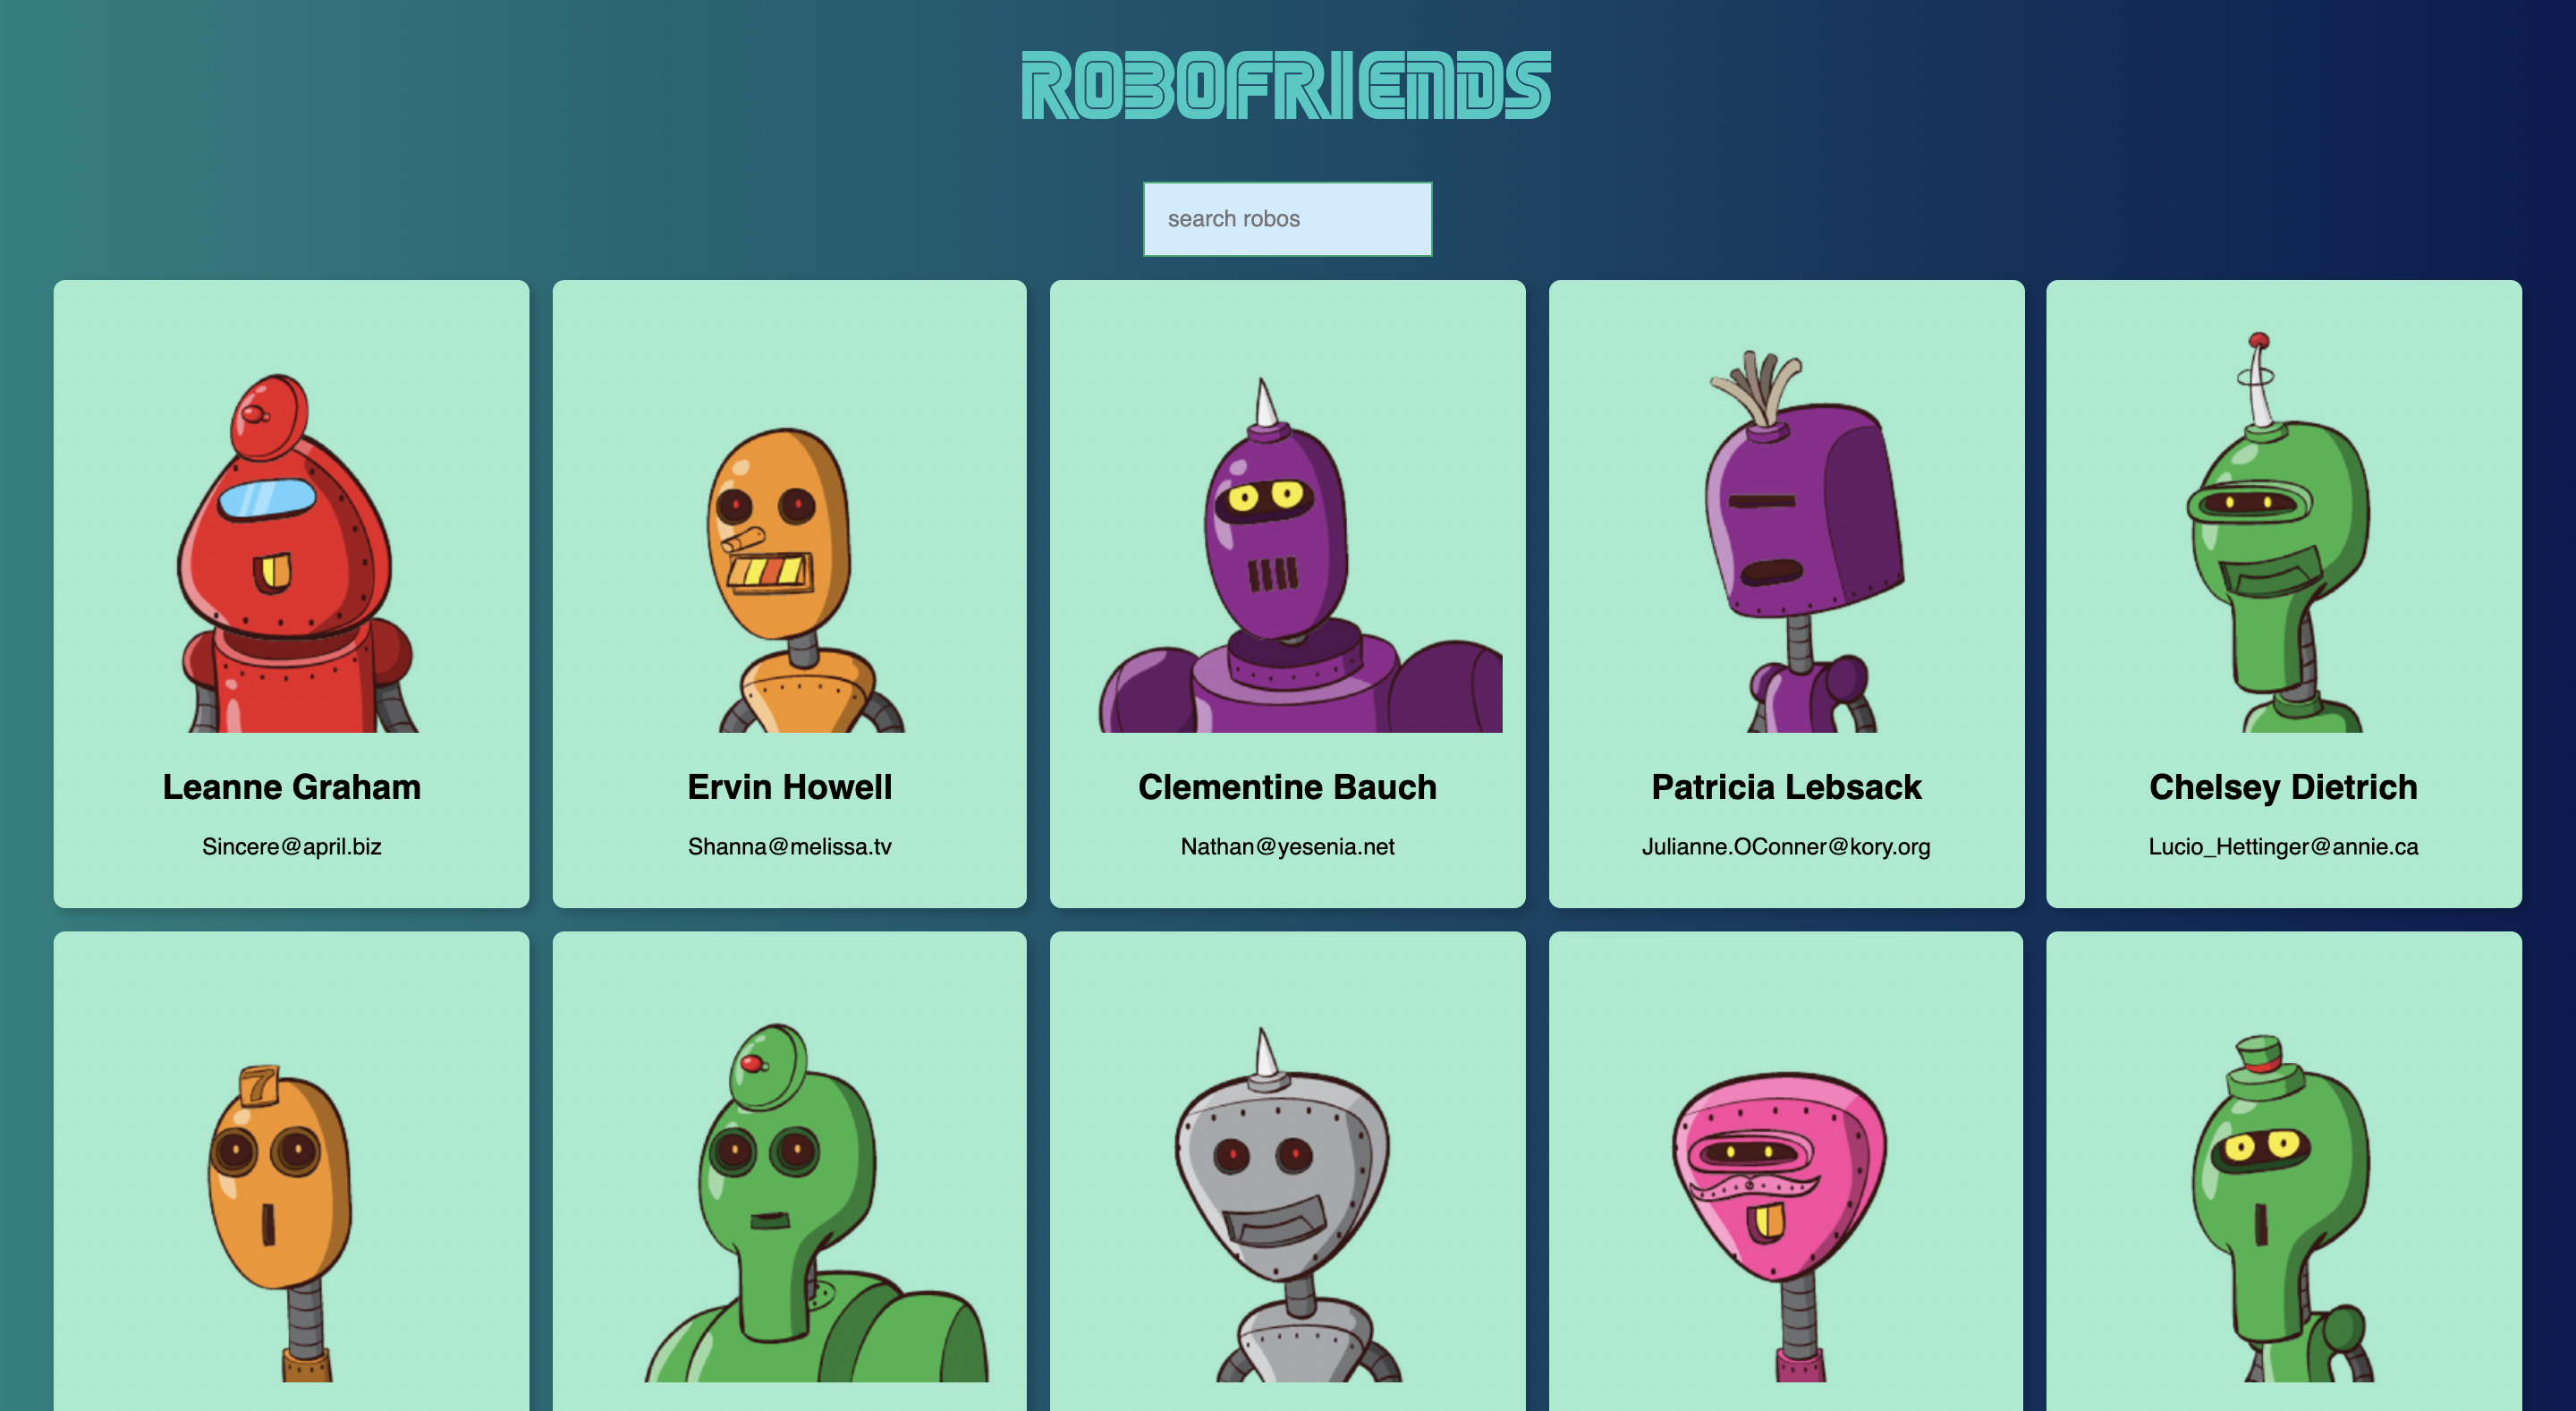 ROBOFRIENDS
search robos
Leanne Graham
Sincere@april.biz
Ervin Howell
Shanna@melissa.tv
Clementine Bauch
Nathan@yesenia.net
Patricia Lebsack
Julianne.OConner@kory.org
Chelsey Dietrich
Lucio_Hettinger@annie.ca
7